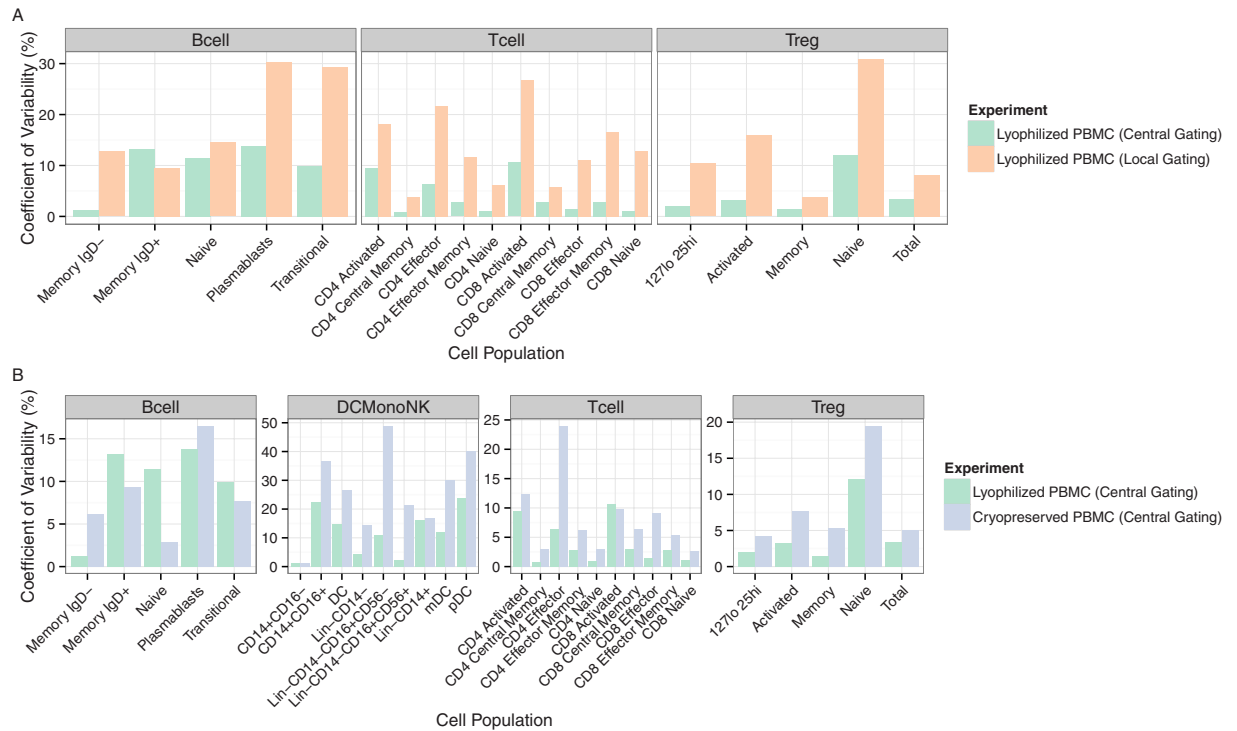 A
Bcell
Tcell
Treg
Coefficient of Variability (%)
30
20
10
0
Memory IgD−
Memory IgD+
Naive
Plasmablasts
Transitional
CD4 Activated
CD4 Central Memory
CD4 Effector
CD4 Effector Memory
CD4 Naive
CD8 Activated
CD8 Central Memory
CD8 Effector
CD8 Effector Memory
CD8 Naive
127lo 25hi
Activated
Memory
Naive
Total
Cell Population
Experiment
Lyophilized PBMC (Central Gating)
Lyophilized PBMC (Local Gating)
B
Bcell
DCMonoNK
Tcell
Treg
Coefficient of Variability (%)
15
10
5
0
50
40
30
20
10
0
25
20
15
10
5
0
20
15
10
5
0
Memory IgD−
Memory IgD+
Naive
Plasmablasts
Transitional
CD14+CD16−
CD14+CD16+
DC
Lin−CD14−
Lin−CD14−CD16+CD56−
Lin−CD14−CD16+CD56+
Lin−CD14+
mDC
pDC
CD4 Activated
CD4 Central Memory
CD4 Effector
CD4 Effector Memory
CD4 Naive
CD8 Activated
CD8 Central Memory
CD8 Effector
CD8 Effector Memory
CD8 Naive
127lo 25hi
Activated
Memory
Naive
Total
Cell Population
Experiment
Lyophilized PBMC (Central Gating)
Cryopreserved PBMC (Central Gating)